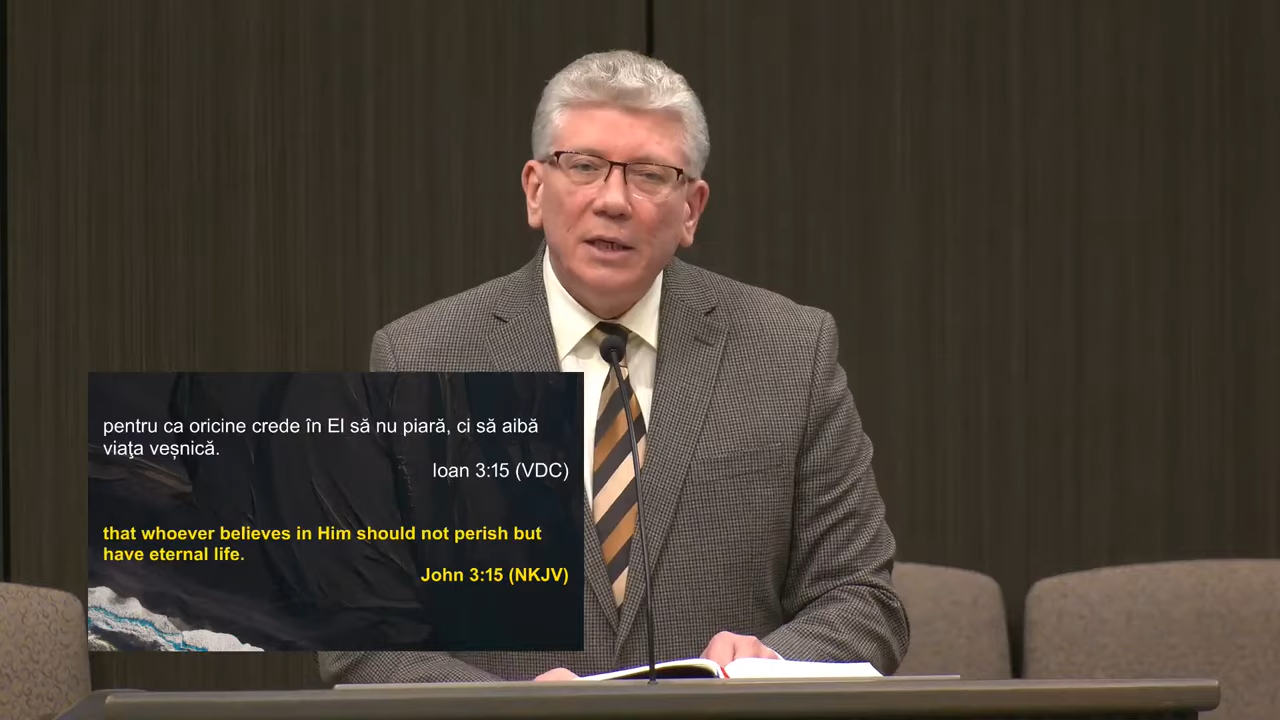 pentru ca oricine crede în El să nu piară, ci să aibă
viaţa veșnică.
Ioan 3:15 (VDC)
that whoever believes in Him should not perish but
have eternal life.
John 3:15 (NKJV)